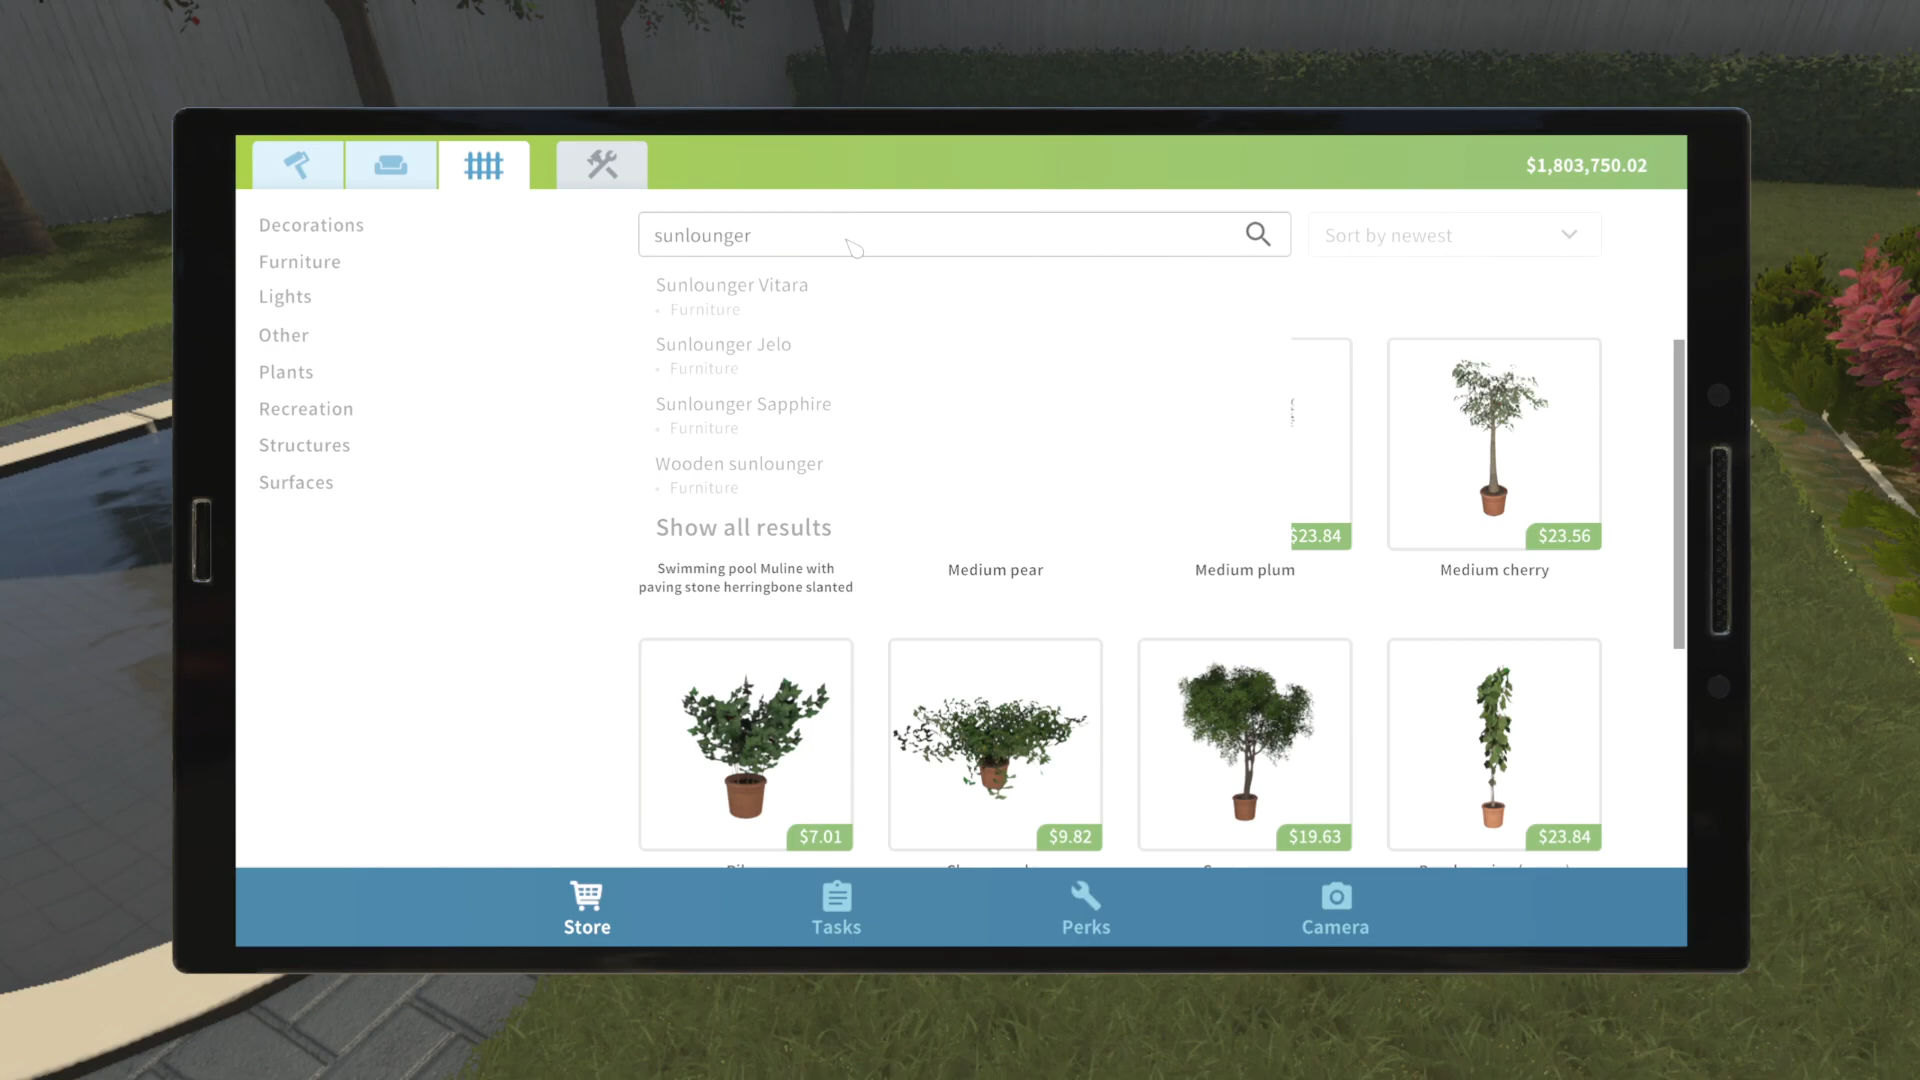 $1,803,750.02
Decorations
Furniture
Lights
Other
Plants
Recreation
Structures
Surfaces
sunlounger
Sort by newest
Sunlounger Vitara
Furniture
Sunlounger Jelo
Furniture
Sunlounger Sapphire
Furniture
Wooden sunlounger
Furniture
Show all results
$23.84
$23.56
Swimming pool Muline with
paving stone herringbone slanted
Medium pear
Medium plum
Medium cherry
$7.01
$9.82
$19.63
$23.84
Store
Tasks
Perks
Camera